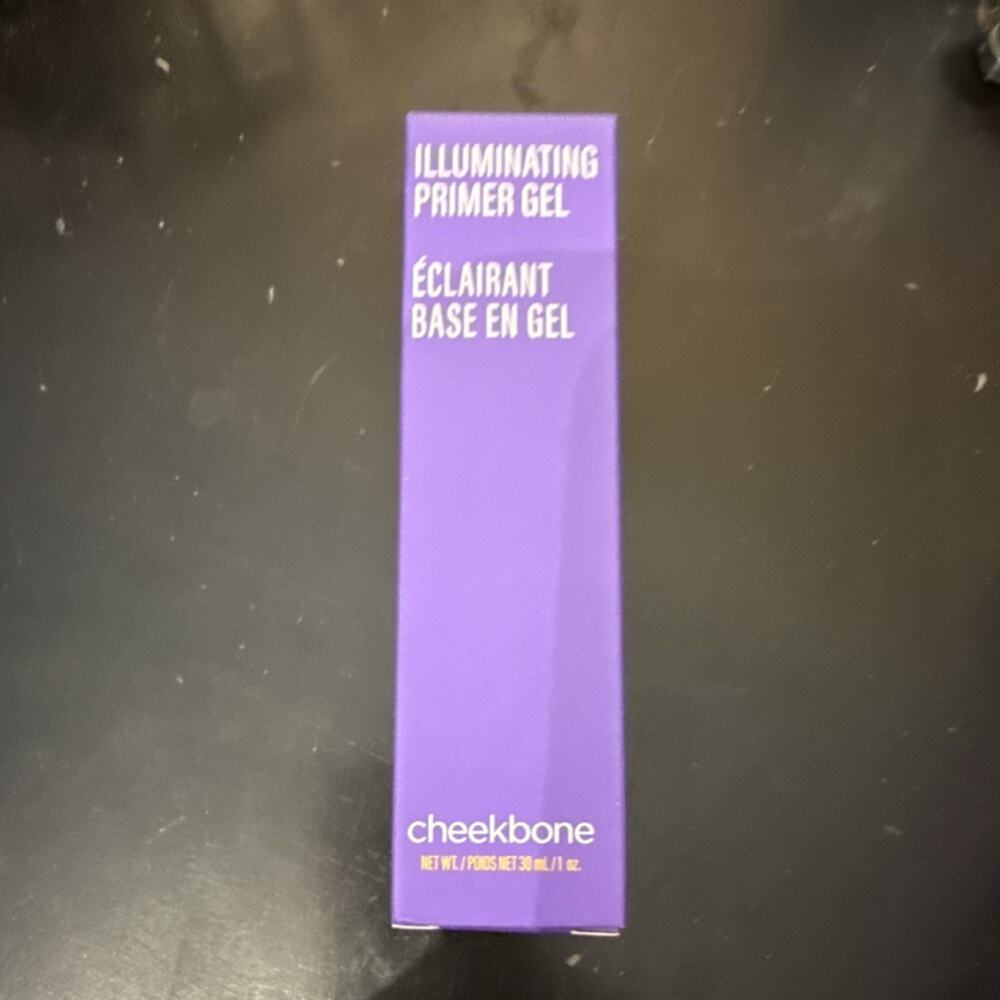 ILLUMINATING
PRIMER GEL
ÉCLAIRANT
BASE EN GEL
cheekbone
NET WT. / POIDS NET 30 mL / 1 oz.